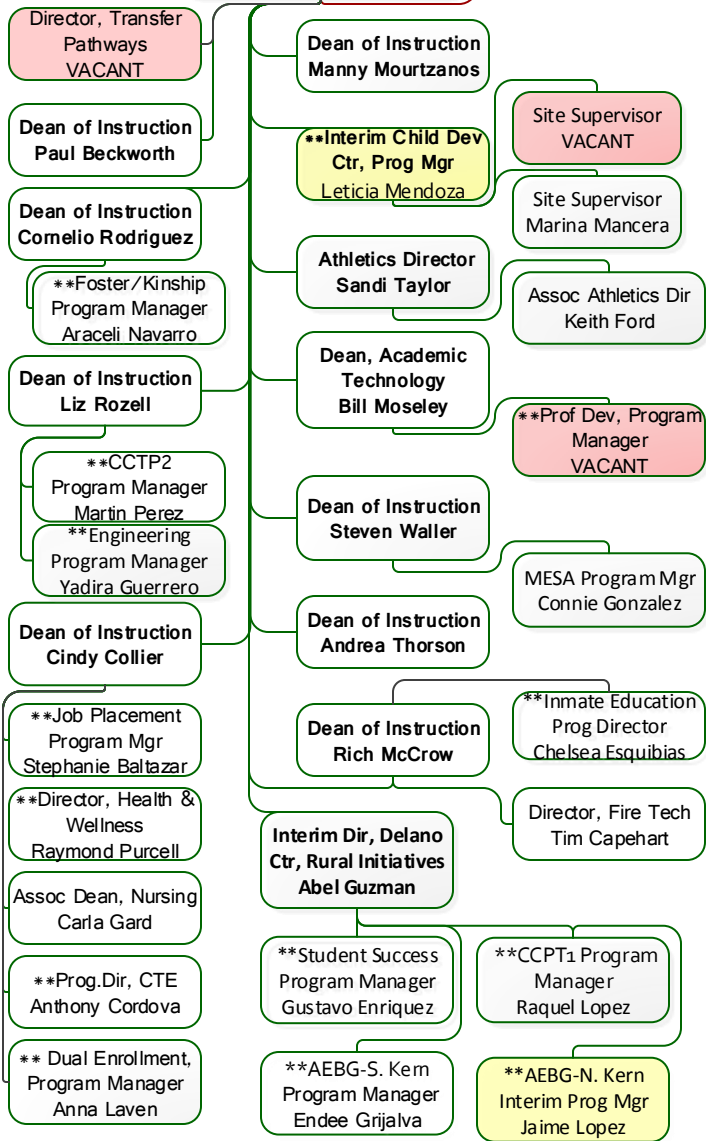 Director, Transfer
Pathways
VACANT
Dean of Instruction
Paul Beckworth
Dean of Instruction
Cornelio Rodriguez
**Foster/Kinship
Program Manager
Araceli Navarro
Dean of Instruction
Liz Rozell
**CCTP2
Program Manager
Martin Perez
**Engineering
Program Manager
Yadira Guerrero
Dean of Instruction
Cindy Collier
**Job Placement
Program Mgr
Stephanie Baltazar
**Director, Health &
Wellness
Raymond Purcell
Assoc Dean, Nursing
Carla Gard
**Prog.Dir, CTE
Anthony Cordova
** Dual Enrollment,
Program Manager
Anna Laven
Dean of Instruction
Manny Mourtzanos
**Interim Child Dev
Ctr, Prog Mgr
Leticia Mendoza
Site Supervisor
VACANT
Site Supervisor
Marina Mancera
Athletics Director
Sandi Taylor
Assoc Athletics Dir
Keith Ford
Dean, Academic
Technology
Bill Moseley
**Prof Dev, Program
Manager
VACANT
Dean of Instruction
Steven Waller
MESA Program Mgr
Connie Gonzalez
Dean of Instruction
Andrea Thorson
Dean of Instruction
Rich McCrow
**Inmate Education
Prog Director
Chelsea Esquibias
Director, Fire Tech
Tim Capehart
Interim Dir, Delano
Ctr, Rural Initiatives
Abel Guzman
**Student Success
Program Manager
Gustavo Enriquez
**CCPT1 Program
Manager
Raquel Lopez
**AEBG-S. Kern
Program Manager
Endee Grijalva
**AEBG-N. Kern
Interim Prog Mgr
Jaime Lopez